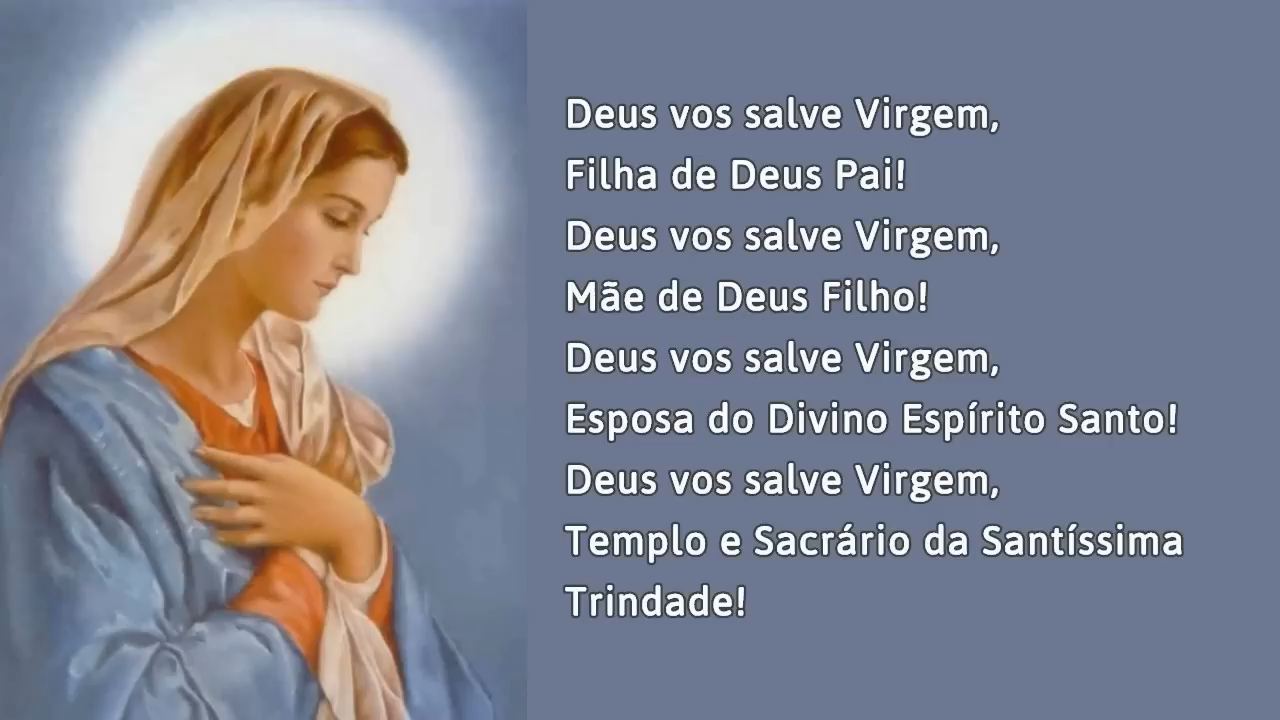 Deus vos salve Virgem,
Filha de Deus Pai!
Deus vos salve Virgem,
Mãe de Deus Filho!
Deus vos salve Virgem,
Esposa do Divino Espírito Santo!
Deus vos salve Virgem,
Templo e Sacrário da Santíssima
Trindade!